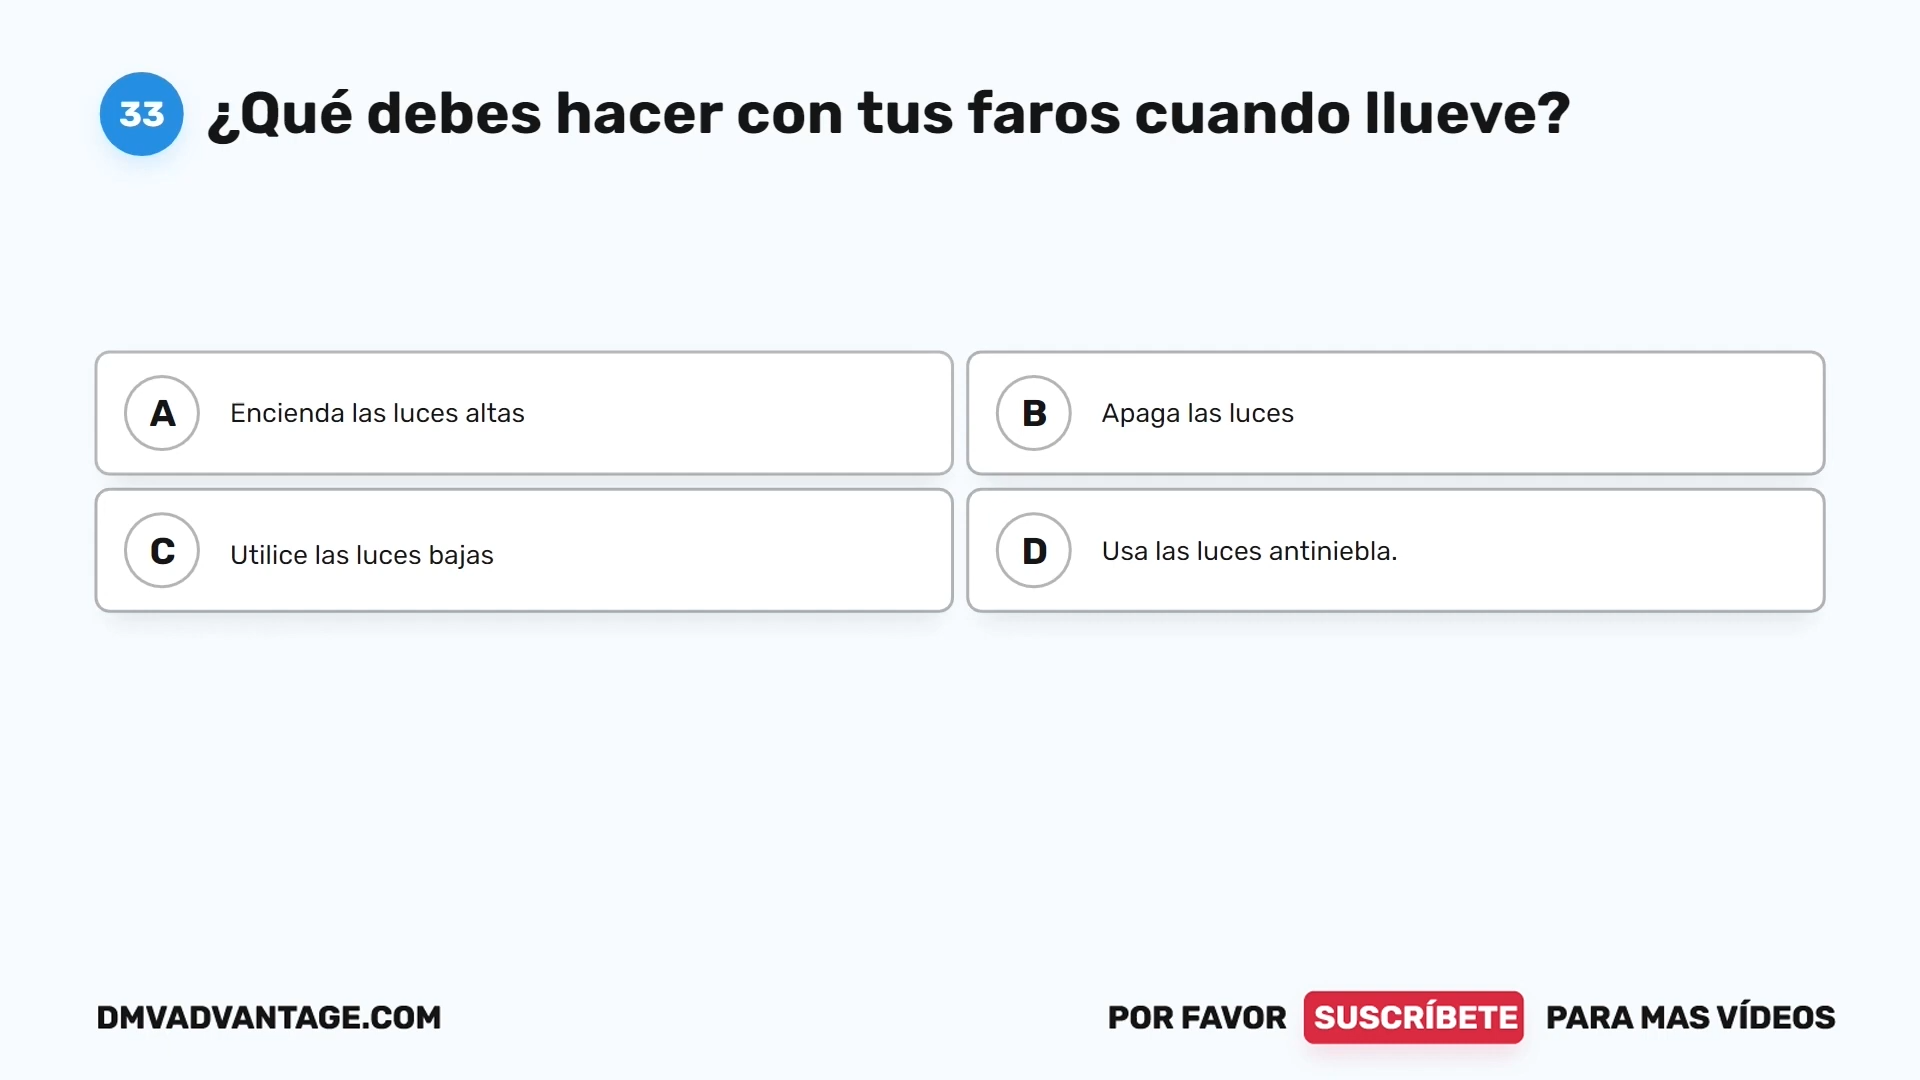 33 ¿Qué debes hacer con tus faros cuando llueve?
A Encienda las luces altas
B Apaga las luces
C Utilice las luces bajas
D Usa las luces antiniebla.
DMVADVANTAGE.COM
POR FAVOR SUSCRÍBETE PARA MAS VÍDEOS